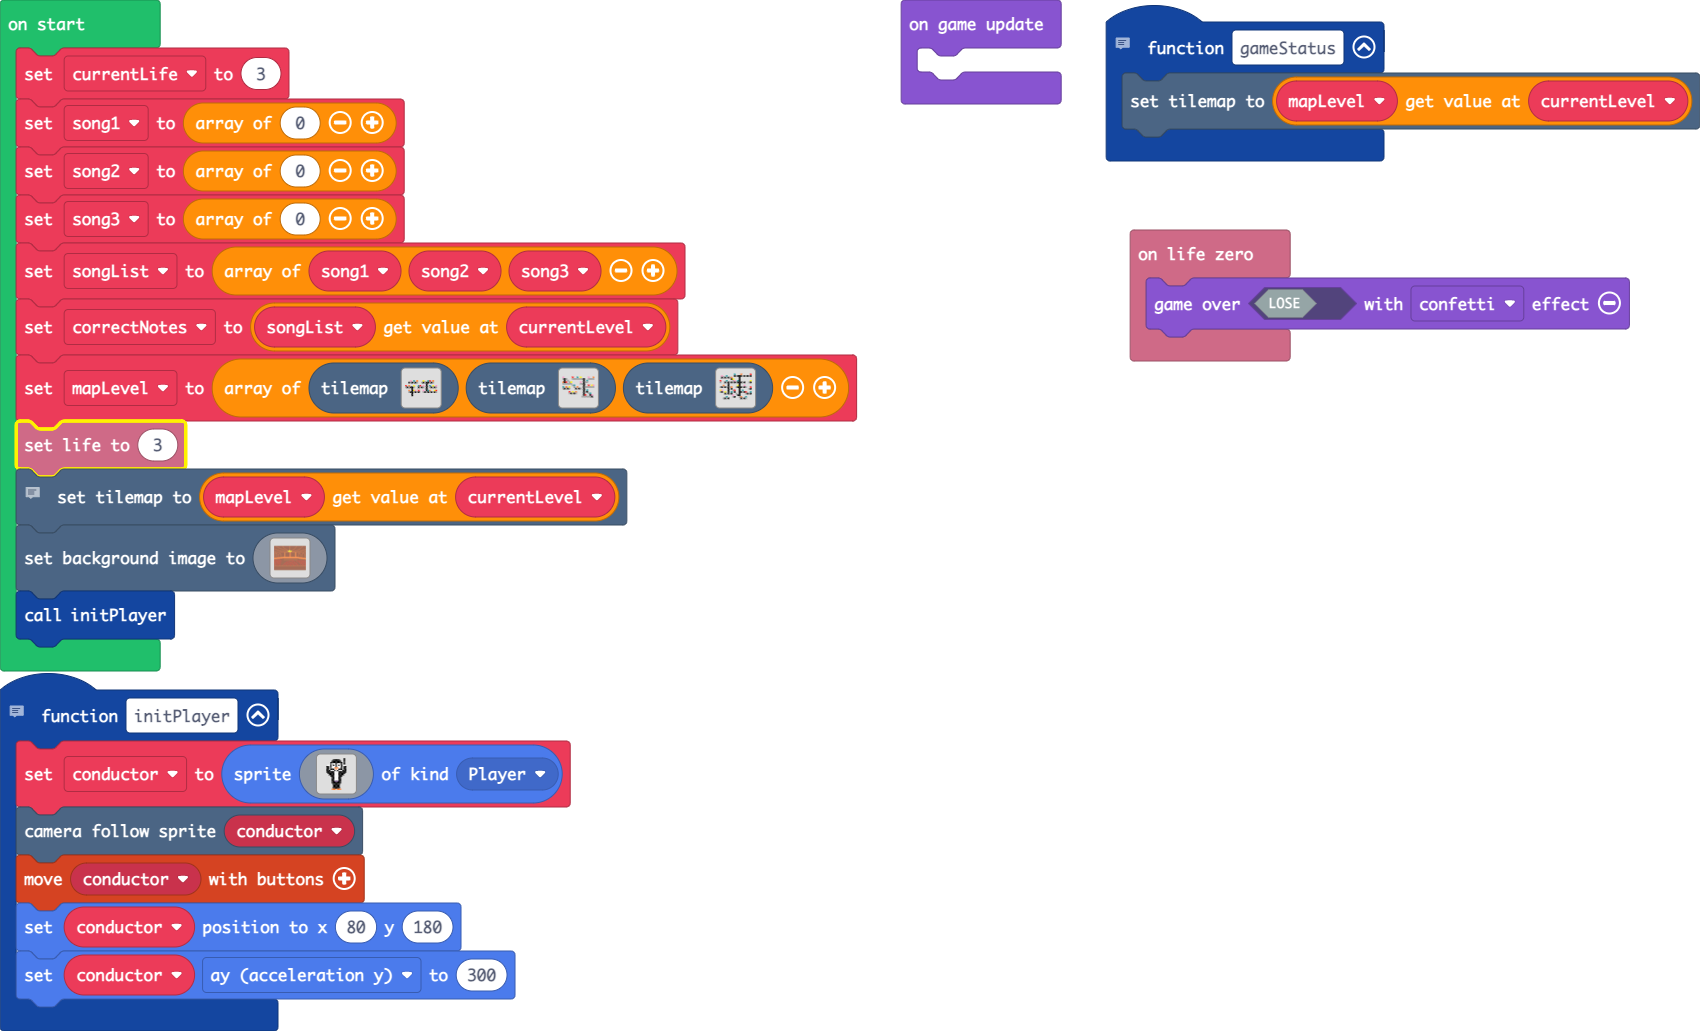 on start
set currentLife to 3
set song1 to array of 0
set song2 to array of 0
set song3 to array of 0
set songList to array of song1 song2 song3
set correctNotes to songList get value at currentLevel
set mapLevel to array of tilemap tilemap tilemap
set life to 3
set tilemap to mapLevel get value at currentLevel
set background image to
call initPlayer
function initPlayer
set conductor to sprite of kind Player
camera follow sprite conductor
move conductor with buttons
set conductor position to x 80 y 180
set conductor ay (acceleration y) to 300
on game update
function gameStatus
set tilemap to mapLevel get value at currentLevel
on life zero
game over LOSE with confetti effect